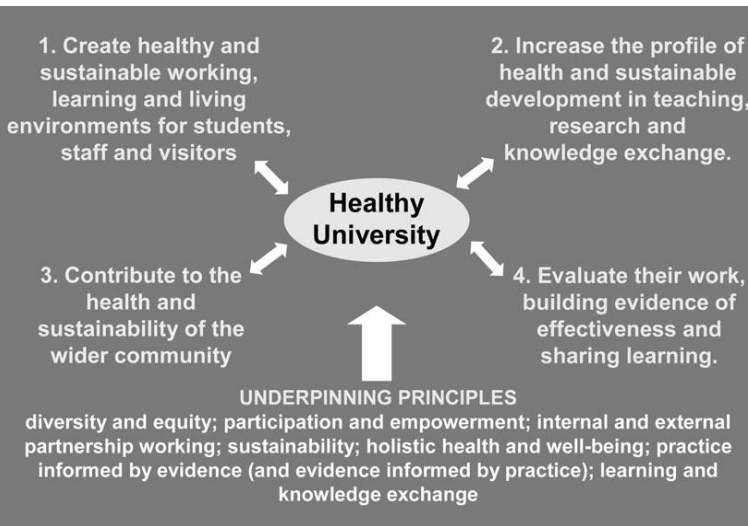 1. Create healthy and
sustainable working,
learning and living
environments for students,
staff and visitors
2. Increase the profile of
health and sustainable
development in teaching,
research and
knowledge exchange.
Healthy
University
3. Contribute to the
health and
sustainability of the
wider community
4. Evaluate their work,
building evidence of
effectiveness and
sharing learning.
UNDERPINNING PRINCIPLES
diversity and equity; participation and empowerment; internal and external
partnership working; sustainability; holistic health and well-being; practice
informed by evidence (and evidence informed by practice); learning and
knowledge exchange